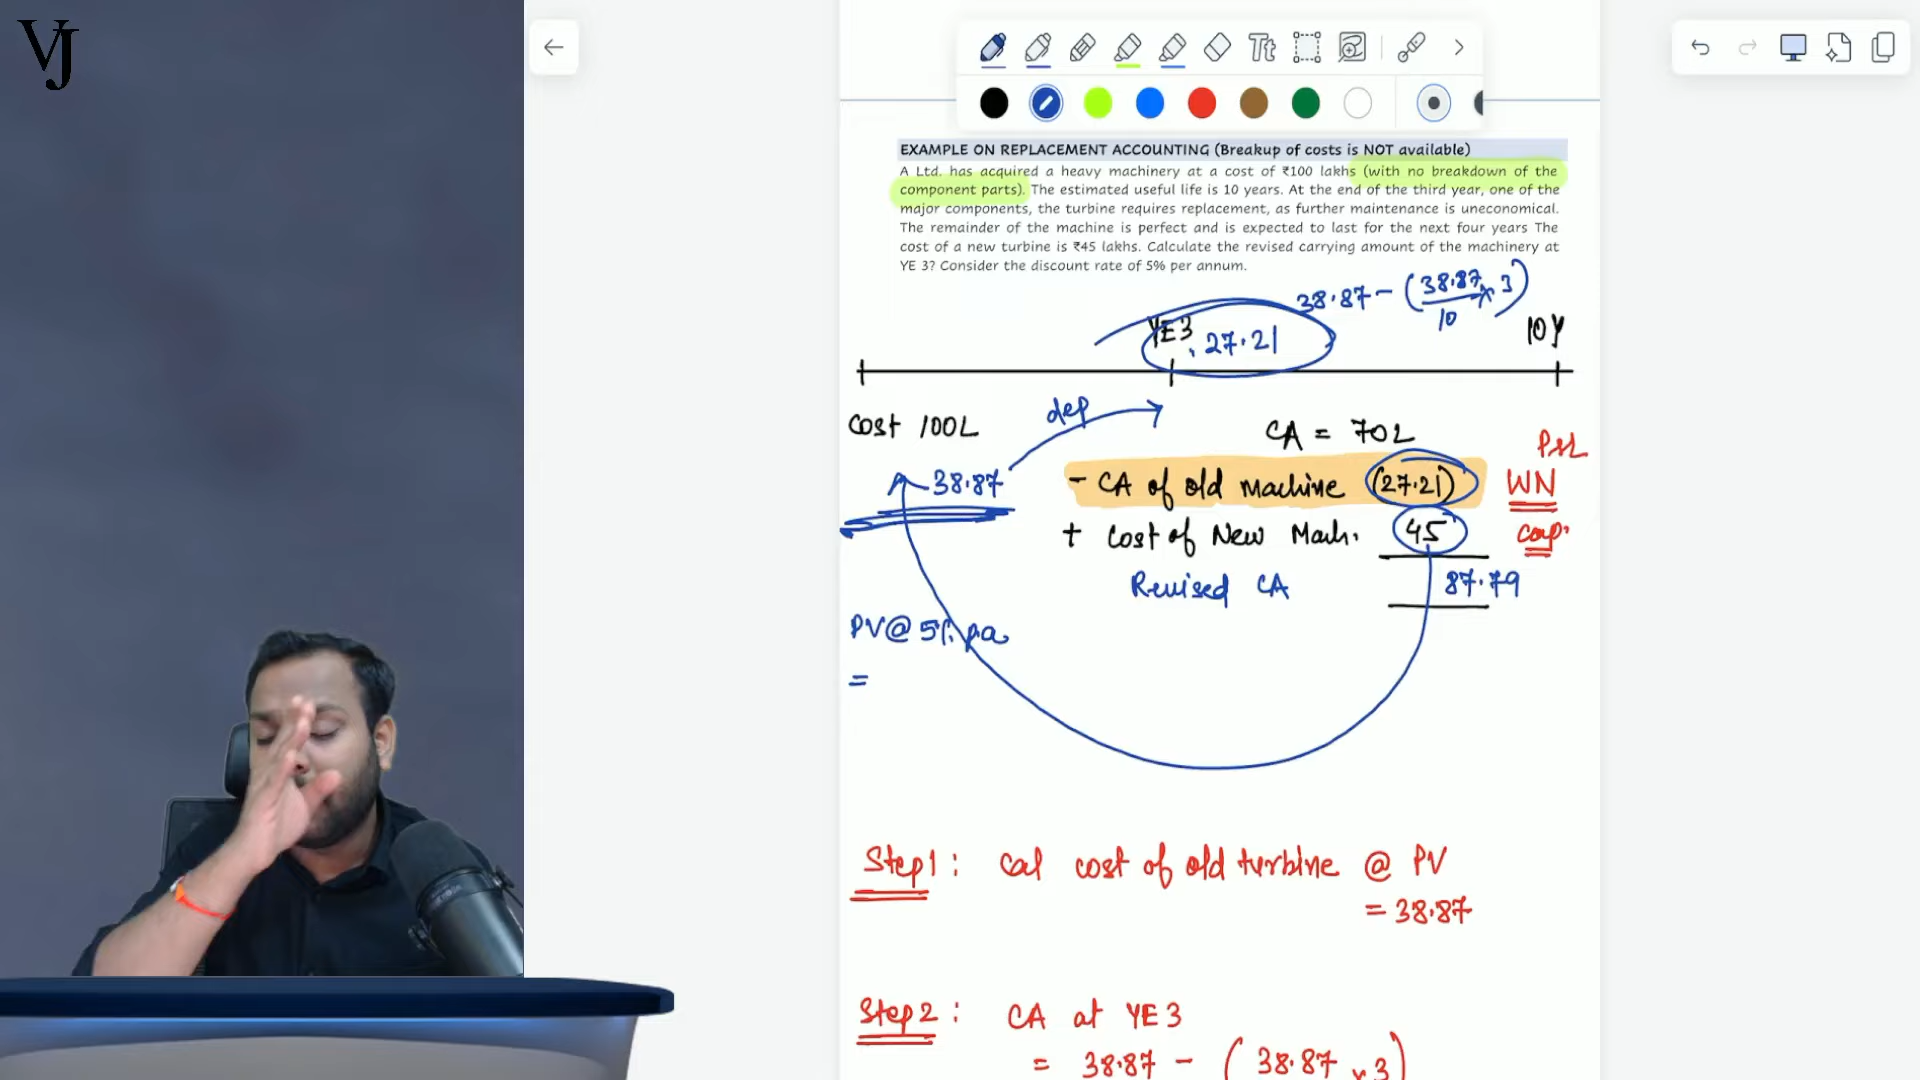 VJ
Tt
EXAMPLE ON REPLACEMENT ACCOUNTING (Breakup of costs is NOT available)
A Ltd. has acquired a heavy machinery at a cost of ₹100 lakhs (with no breakdown of the
component parts). The estimated useful life is 10 years. At the end of the third year, one of the
major components, the turbine requires replacement, as further maintenance is uneconomical.
The remainder of the machine is perfect and is expected to last for the next four years The
cost of a new turbine is ₹45 lakhs. Calculate the revised carrying amount of the machinery at
YE 3? Consider the discount rate of 5% per annum.
38.87 - (38.87/10 × 3)
YE3 27.21 10Y
Cost 100L dep CA = 70L
P&L
38.87 - CA of old machine (27.21) WN
+ Cost of New Mach. 45 Cap.
Revised CA 87.79
PV@ 5% pa
=
Step1: Cal cost of old turbine @ PV
= 38.87
Step2: CA at YE3
= 38.87 - (38.87 × 3)